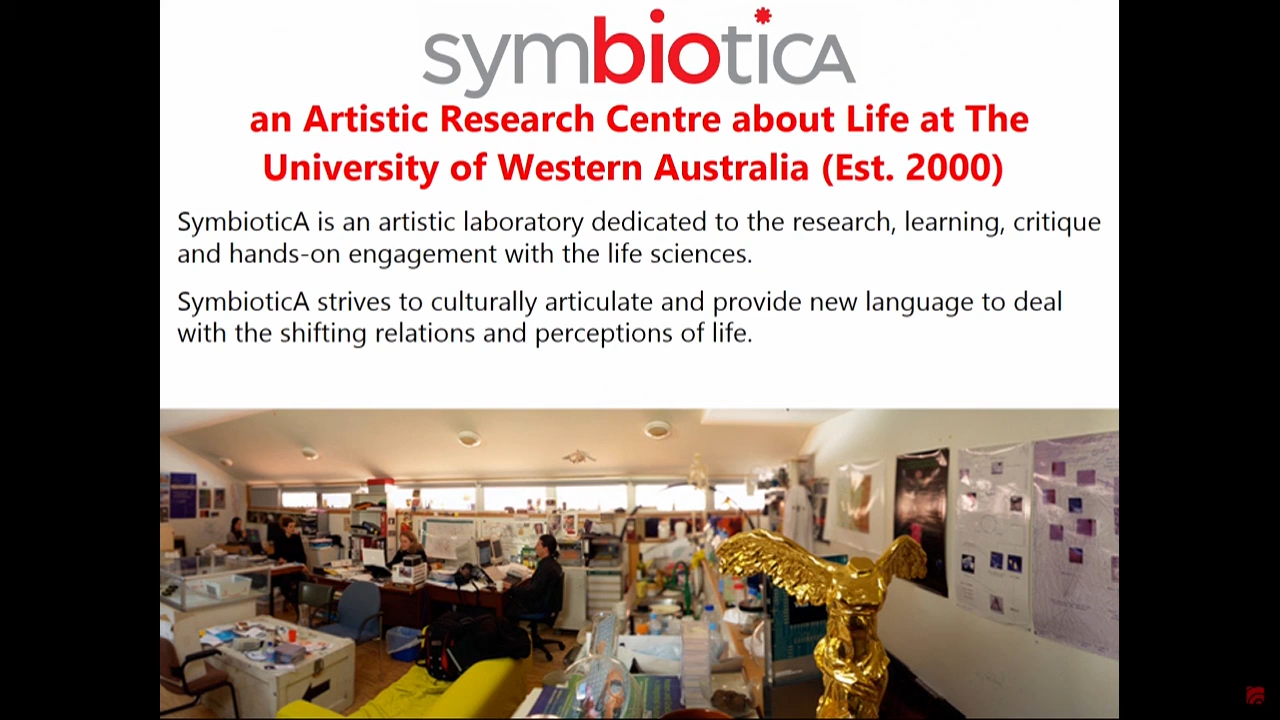 symbioticA
an Artistic Research Centre about Life at The
University of Western Australia (Est. 2000)
SymbioticA is an artistic laboratory dedicated to the research, learning, critique
and hands-on engagement with the life sciences.
SymbioticA strives to culturally articulate and provide new language to deal
with the shifting relations and perceptions of life.